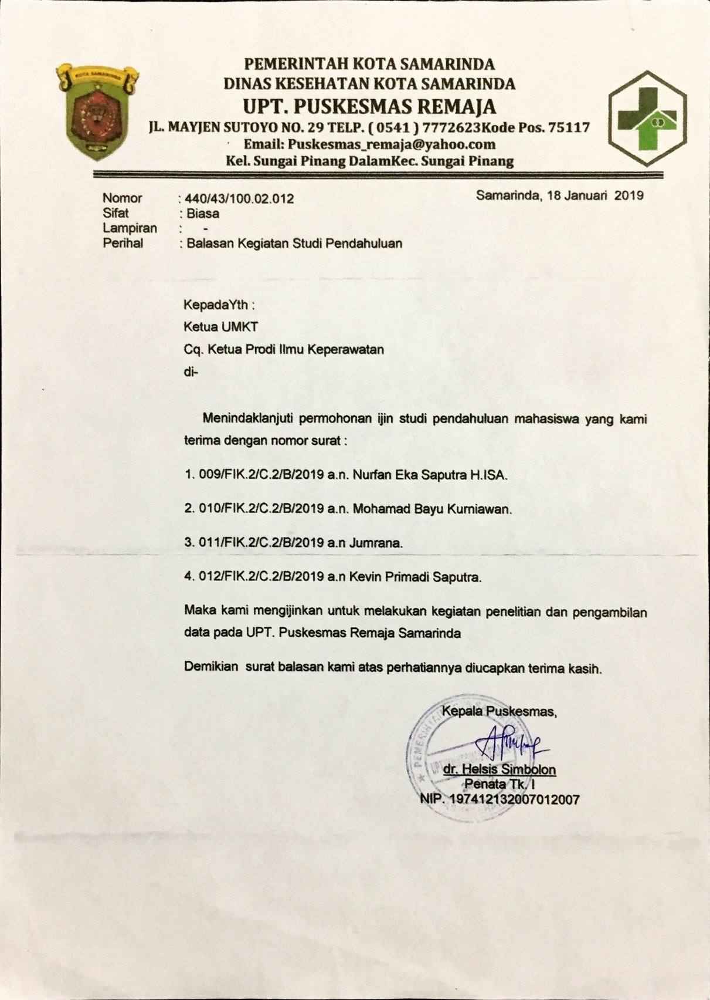 KOTA SAMARINDA
PEMERINTAH KOTA SAMARINDA
DINAS KESEHATAN KOTA SAMARINDA
UPT. PUSKESMAS REMAJA
JL. MAYJEN SUTOYO NO. 29 TELP. ( 0541 ) 7772623Kode Pos. 75117
Email: Puskesmas_remaja@yahoo.com
Kel. Sungai Pinang DalamKec. Sungai Pinang
Samarinda, 18 Januari 2019
Nomor : 440/43/100.02.012
Sifat : Biasa
Lampiran : -
Perihal : Balasan Kegiatan Studi Pendahuluan
KepadaYth :
Ketua UMKT
Cq. Ketua Prodi Ilmu Keperawatan
di-
Menindaklanjuti permohonan ijin studi pendahuluan mahasiswa yang kami
terima dengan nomor surat :
1. 009/FIK.2/C.2/B/2019 a.n. Nurfan Eka Saputra H.ISA.
2. 010/FIK.2/C.2/B/2019 a.n. Mohamad Bayu Kurniawan.
3. 011/FIK.2/C.2/B/2019 a.n Jumrana.
4. 012/FIK.2/C.2/B/2019 a.n Kevin Primadi Saputra.
Maka kami mengijinkan untuk melakukan kegiatan penelitian dan pengambilan
data pada UPT. Puskesmas Remaja Samarinda
Demikian surat balasan kami atas perhatiannya diucapkan terima kasih.
Kepala Puskesmas,
dr. Helsis Simbolon
Penata Tk. I
NIP. 197412132007012007